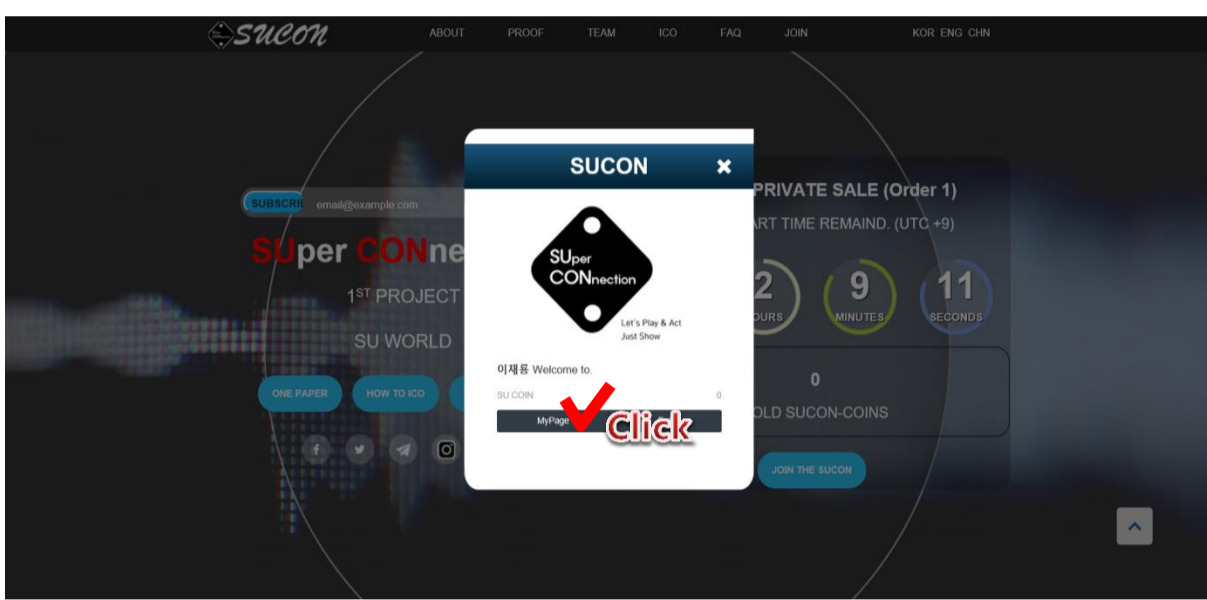 SUCON
ABOUT PROOF TEAM ICO FAQ JOIN KOR ENG CHN
SUBSCRIB email@example.com
SUper CONne
1ST PROJECT
SU WORLD
ONE PAPER HOW TO ICO
SUCON
SUper
CONnection
Let's Play & Act
Just Show
이재룡 Welcome to.
SU COIN 0
MyPage
Click
PRIVATE SALE (Order 1)
ART TIME REMAIND. (UTC +9)
2 9 11
OURS MINUTES SECONDS
0
OLD SUCON-COINS
JOIN THE SUCON